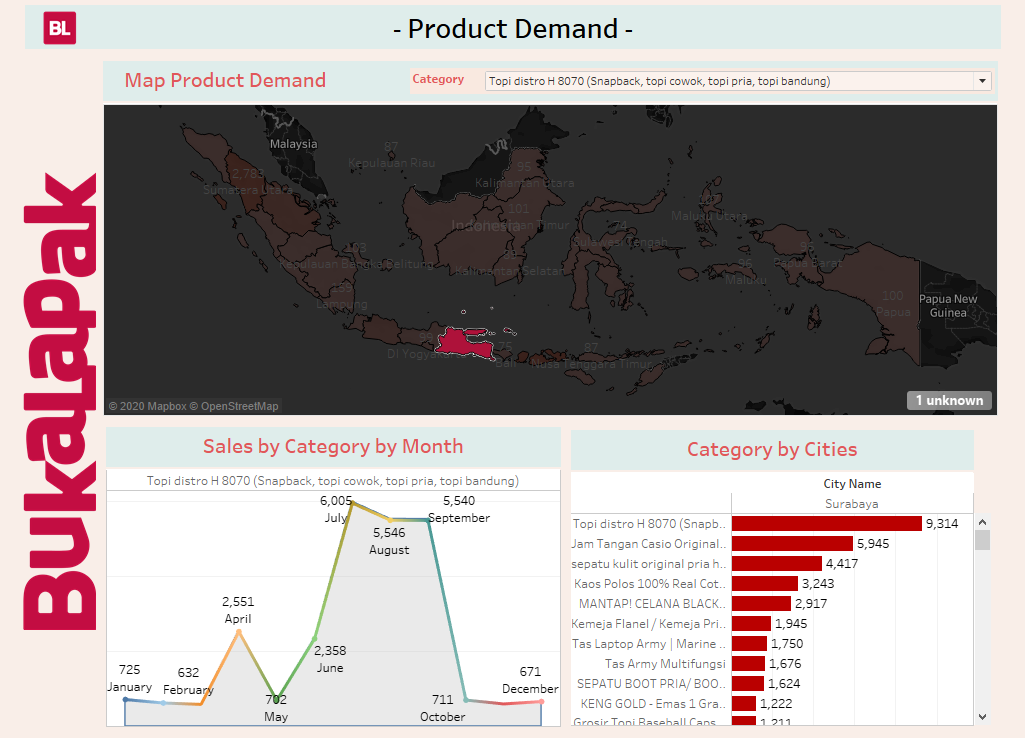 BL
- Product Demand -
Bukalapak
Map Product Demand
Category
Topi distro H 8070 (Snapback, topi cowok, topi pria, topi bandung)
Malaysia
87
Kepulauan Riau
2,783
Sumatera Utara
95
Kalimantan Utara
101
Indonesia
Maluku Utara
74
Kepulauan Bangka Belitung
Kalimantan Selatan
Papua Barat
Maluku
Lampung
100
Papua
Papua New
Guinea
DI Yogyakarta
75
Bali
87
Nusa Tenggara Timur
© 2020 Mapbox © OpenStreetMap
1 unknown
Sales by Category by Month
Topi distro H 8070 (Snapback, topi cowok, topi pria, topi bandung)
6,005
July
5,540
September
5,546
August
2,551
April
2,358
June
725
January
632
February
702
May
711
October
671
December
Category by Cities
City Name
Surabaya
Topi distro H 8070 (Snapb.. 9,314
Jam Tangan Casio Original.. 5,945
sepatu kulit original pria h.. 4,417
Kaos Polos 100% Real Cot.. 3,243
MANTAP! CELANA BLACK.. 2,917
Kemeja Flanel / Kemeja Pri.. 1,945
Tas Laptop Army | Marine .. 1,750
Tas Army Multifungsi 1,676
SEPATU BOOT PRIA/ BOO.. 1,624
KENG GOLD - Emas 1 Gra.. 1,222
Grosir Topi Baseball Caps 1,211